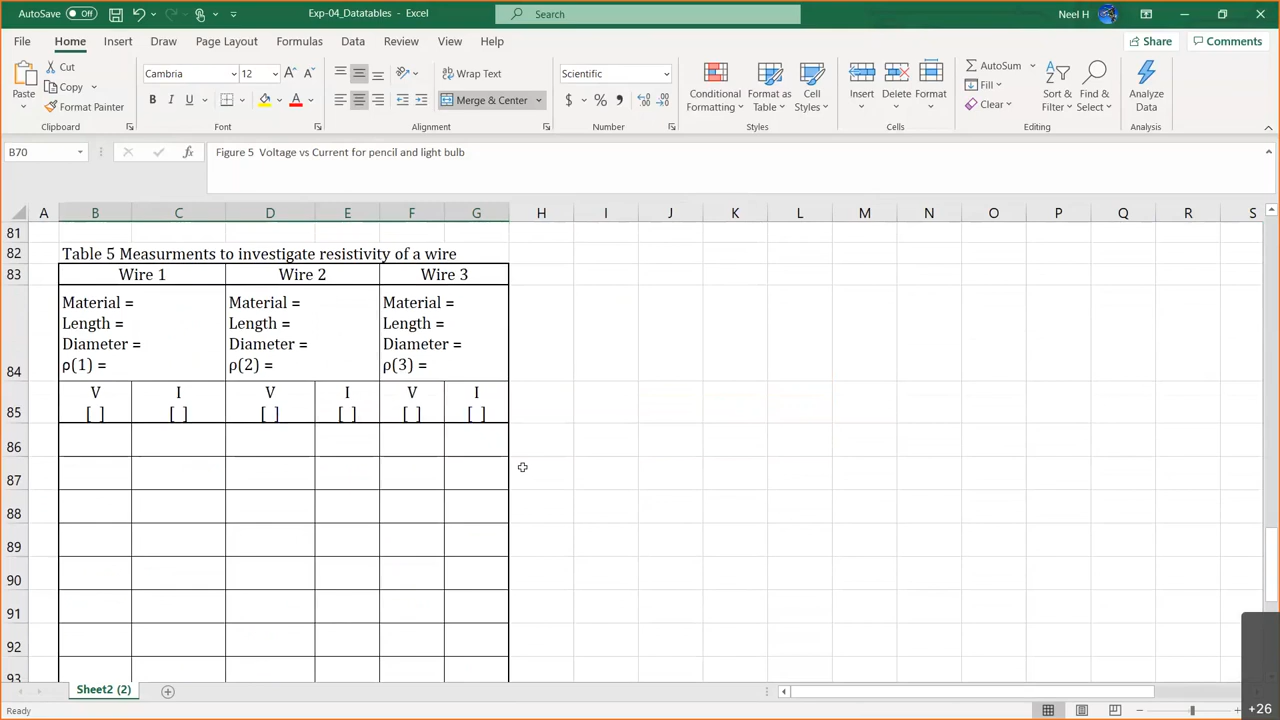 AutoSave Off Exp-04_Datatables - Excel Search Neel H
File Home Insert Draw Page Layout Formulas Data Review View Help Share Comments
Paste Cut Copy Format Painter
Clipboard
Cambria 12 A A
B I U A
Font
ab Wrap Text
Merge & Center
Alignment
Scientific
$ %
Number
Conditional Formatting
Format as Table
Cell Styles
Styles
Insert Delete Format
Cells
AutoSum
Fill
Clear
Sort & Filter
Find & Select
Editing
Analyze Data
Analysis
B70 fx Figure 5 Voltage vs Current for pencil and light bulb
A B C D E F G H I J K L M N O P Q R S
81
82 Table 5 Measurments to investigate resistivity of a wire
83 Wire 1 Wire 2 Wire 3
Material = Material = Material =
Length = Length = Length =
Diameter = Diameter = Diameter =
84 ρ(1) = ρ(2) = ρ(3) =
V I V I V I
85 [ ] [ ] [ ] [ ] [ ] [ ]
86
87
88
89
90
91
92
93
Sheet2 (2)
Ready
+26